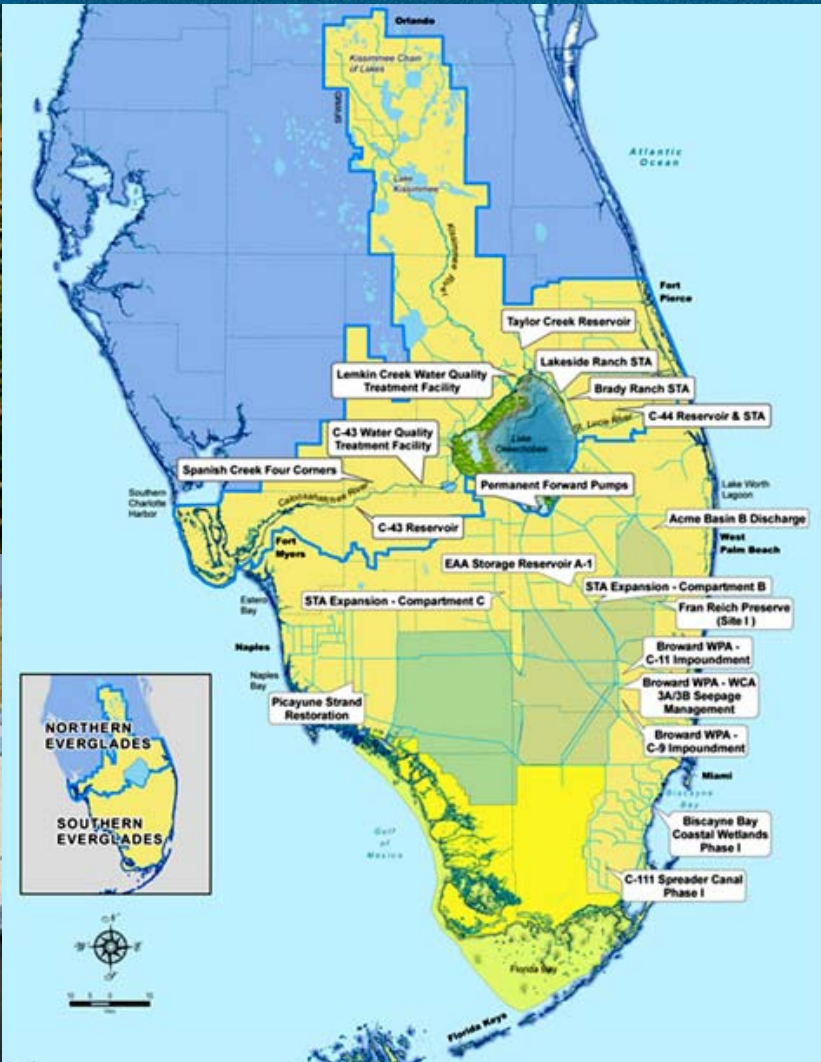 Orlando
Kissimmee Chain
of Lakes
SFWMD
Atlantic
Ocean
Lake
Kissimmee
Kissimmee River
Fort
Pierce
Taylor Creek Reservoir
Lakeside Ranch STA
Lemkin Creek Water Quality
Treatment Facility
Brady Ranch STA
C-44 Reservoir & STA
St. Lucie River
C-43 Water Quality
Treatment Facility
Lake
Okeechobee
Spanish Creek Four Corners
Permanent Forward Pumps
Lake Worth
Lagoon
Southern
Charlotte
Harbor
Caloosahatchee River
C-43 Reservoir
Acme Basin B Discharge
West
Palm Beach
Fort
Myers
EAA Storage Reservoir A-1
STA Expansion - Compartment B
STA Expansion - Compartment C
Estero
Bay
Fran Reich Preserve
(Site I )
Naples
Broward WPA -
C-11 Impoundment
Naples
Bay
Broward WPA - WCA
3A/3B Seepage
Management
Picayune Strand
Restoration
Broward WPA -
C-9 Impoundment
NORTHERN
EVERGLADES
Miami
Biscayne
Bay
SOUTHERN
EVERGLADES
Gulf
of
Mexico
Biscayne Bay
Coastal Wetlands
Phase I
C-111 Spreader Canal
Phase I
N
W E
S
Florida Bay
Florida Keys